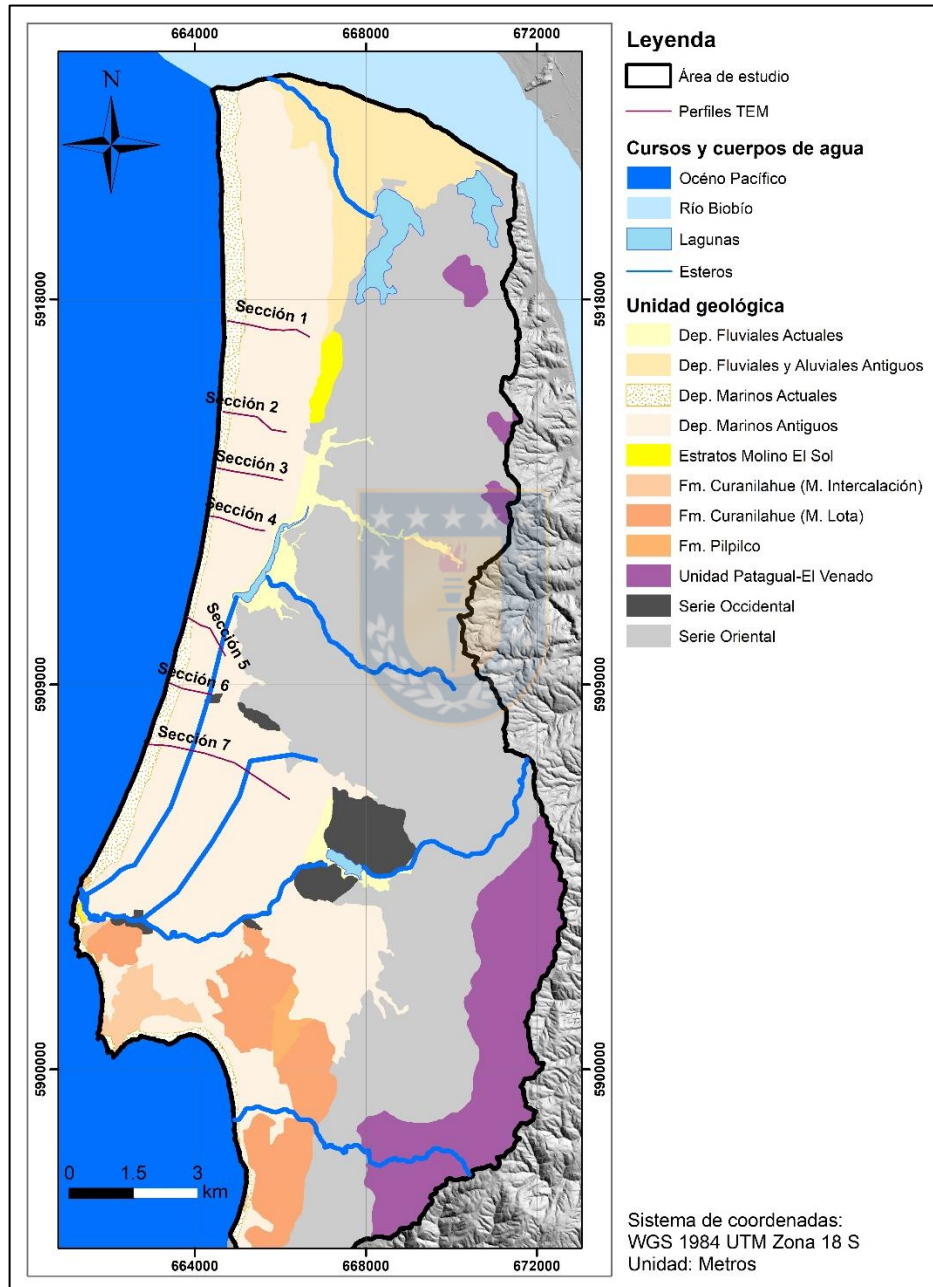 664000 668000 672000
N
5918000 5918000
Sección 1
Sección 2
Sección 3
Sección 4
Sección 5
5909000 5909000
Sección 6
Sección 7
5900000 5900000
0 1.5 3
km
664000 668000 672000
Leyenda
Área de estudio
Perfiles TEM
Cursos y cuerpos de agua
Océno Pacífico
Río Biobío
Lagunas
Esteros
Unidad geológica
Dep. Fluviales Actuales
Dep. Fluviales y Aluviales Antiguos
Dep. Marinos Actuales
Dep. Marinos Antiguos
Estratos Molino El Sol
Fm. Curanilahue (M. Intercalación)
Fm. Curanilahue (M. Lota)
Fm. Pilpilco
Unidad Patagual-El Venado
Serie Occidental
Serie Oriental
Sistema de coordenadas:
WGS 1984 UTM Zona 18 S
Unidad: Metros